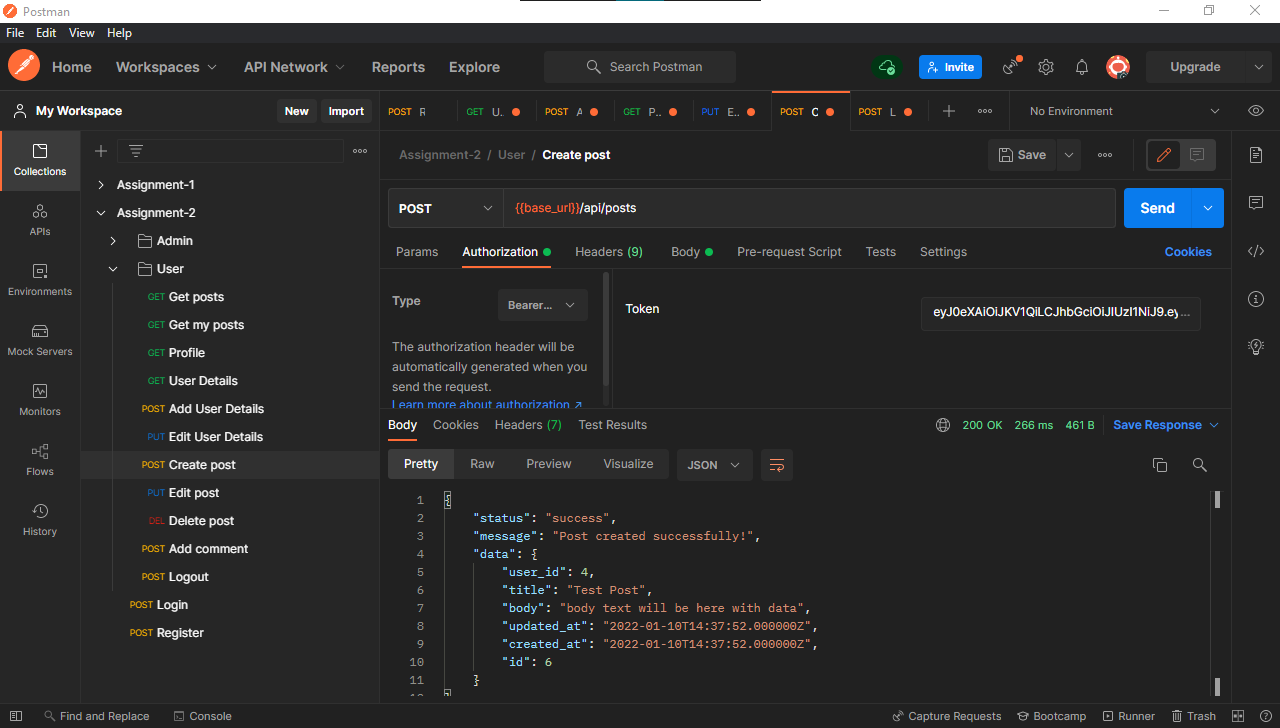 Postman
File Edit View Help
Home Workspaces API Network Reports Explore Search Postman Invite Upgrade
My Workspace New Import
POST R GET U.. POST A GET P.. PUT E.. POST C POST L No Environment
Collections
APIs
Environments
Mock Servers
Monitors
Flows
History
Assignment-1
Assignment-2
Admin
User
GET Get posts
GET Get my posts
GET Profile
GET User Details
POST Add User Details
PUT Edit User Details
POST Create post
PUT Edit post
DEL Delete post
POST Add comment
POST Logout
POST Login
POST Register
Assignment-2 / User / Create post Save
POST {{base_url}}/api/posts Send
Params Authorization Headers (9) Body Pre-request Script Tests Settings Cookies
Type Bearer... Token eyJ0eXAiOiJKV1QiLCJhbGciOiJIUzI1NiJ9.ey...
The authorization header will be
automatically generated when you
send the request.
Learn more about authorization ↗
Body Cookies Headers (7) Test Results 200 OK 266 ms 461 B Save Response
Pretty Raw Preview Visualize JSON
1 {
2 "status": "success",
3 "message": "Post created successfully!",
4 "data": {
5 "user_id": 4,
6 "title": "Test Post",
7 "body": "body text will be here with data",
8 "updated_at": "2022-01-10T14:37:52.000000Z",
9 "created_at": "2022-01-10T14:37:52.000000Z",
10 "id": 6
11 }
12 }
Find and Replace Console Capture Requests Bootcamp Runner Trash